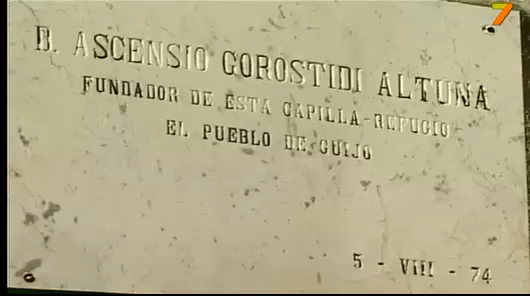 7
D. ASCENSIO GOROSTIDI ALTUNA
FUNDADOR DE ESTA CAPILLA-REFUGIO
EL PUEBLO DE GUIJO
5 - VIII - 74